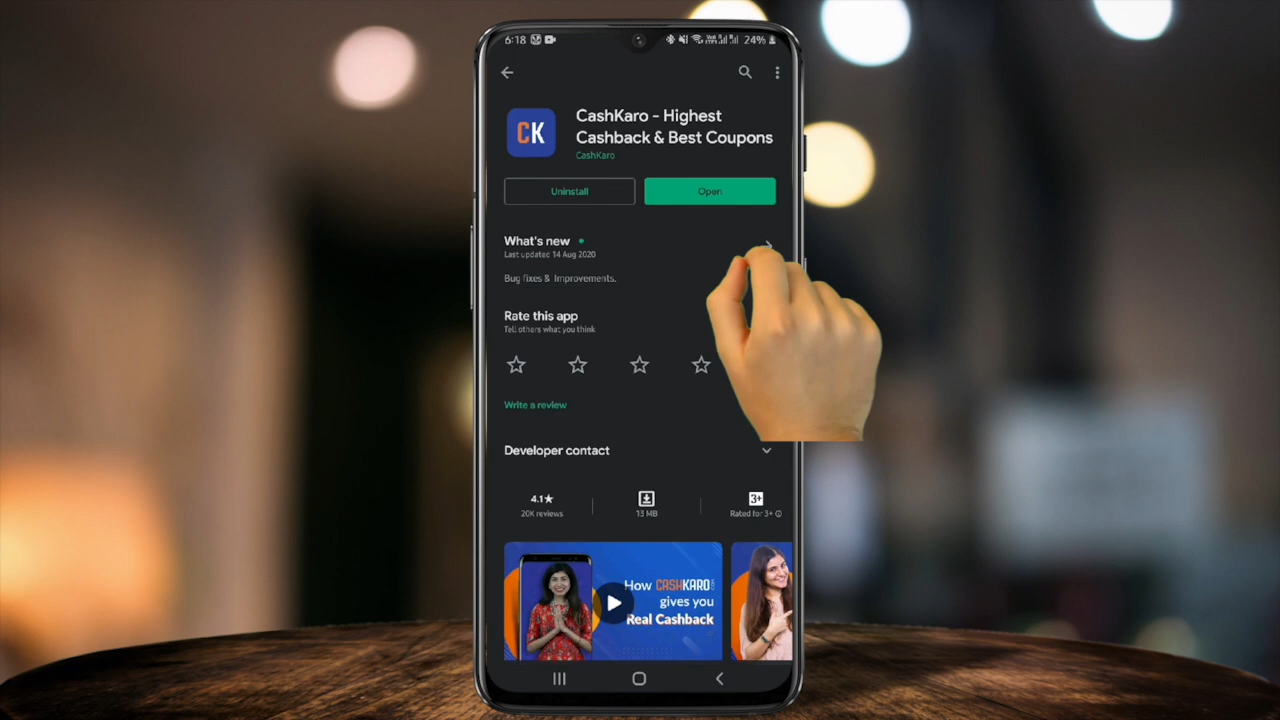 6:18
24%
CK
CashKaro - Highest
Cashback & Best Coupons
CashKaro
Uninstall
Open
What's new
Last updated 14 Aug 2020
Bug fixes & Improvements.
Rate this app
Tell others what you think
Write a review
Developer contact
4.1★
20K reviews
13 MB
3+
Rated for 3+
How CASHKARO
gives you
Real Cashback